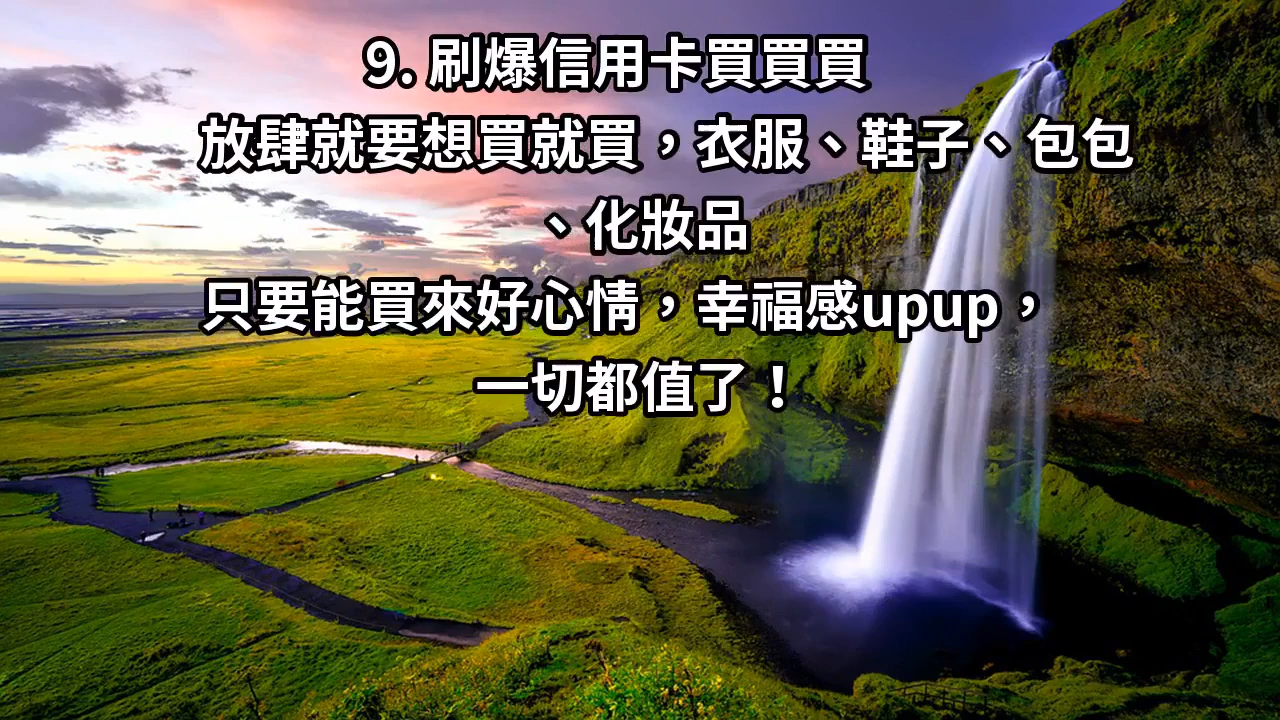 9. 刷爆信用卡買買買
放肆就要想買就買，衣服、鞋子、包包
、化妝品
只要能買來好心情，幸福感upup，
一切都值了！